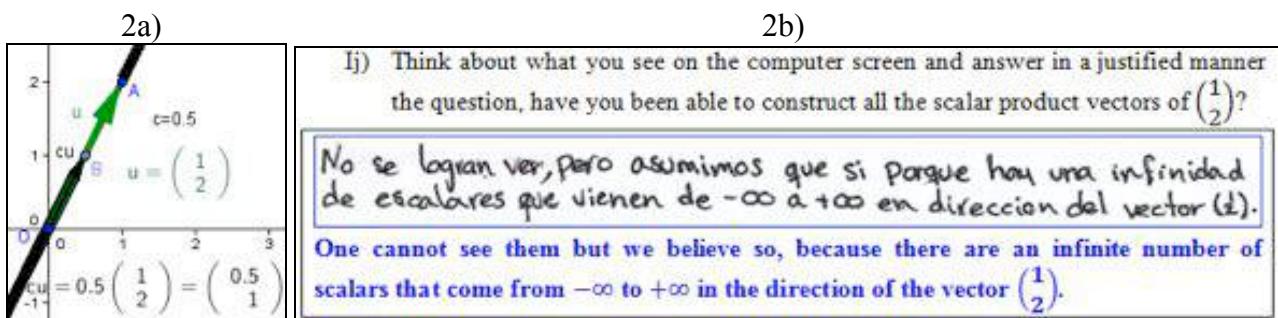 2a)
2b)
2
A
u
c=0.5
1
cu
B
u = ( 1 2 )
0
O
0 1 2 3
cu = 0.5 ( 1 2 ) = ( 0.5 1 )
-1
Ij) Think about what you see on the computer screen and answer in a justified manner
the question, have you been able to construct all the scalar product vectors of (1 2)?
No se logran ver, pero asumimos que si porque hay una infinidad
de escalares que vienen de -∞ a +∞ en direccion del vector (1/2).
One cannot see them but we believe so, because there are an infinite number of
scalars that come from −∞ to +∞ in the direction of the vector (1 2).